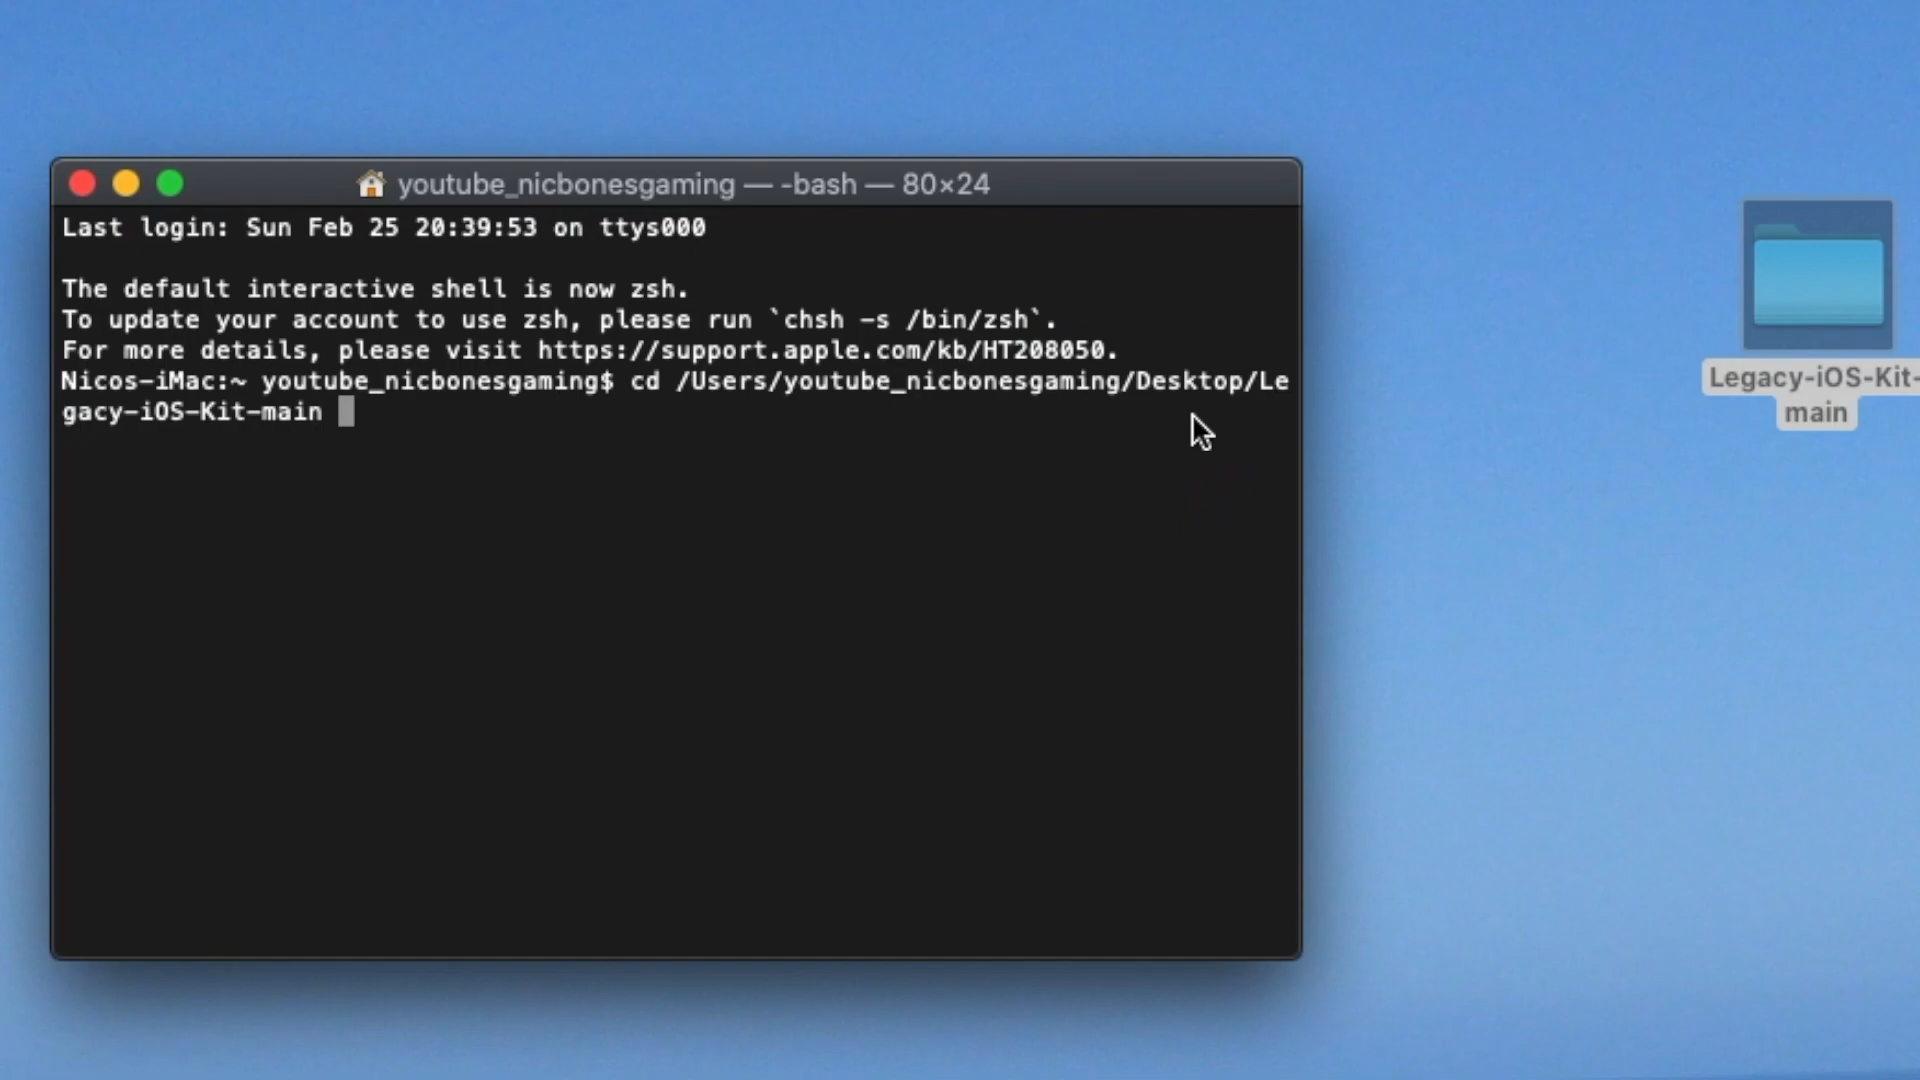 youtube_nicbonesgaming — -bash — 80×24
Last login: Sun Feb 25 20:39:53 on ttys000
The default interactive shell is now zsh.
To update your account to use zsh, please run `chsh -s /bin/zsh`.
For more details, please visit https://support.apple.com/kb/HT208050.
Nicos-iMac:~ youtube_nicbonesgaming$ cd /Users/youtube_nicbonesgaming/Desktop/Le
gacy-iOS-Kit-main
Legacy-iOS-Kit-
main